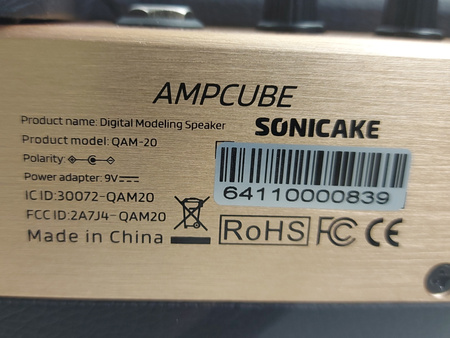 AMPCUBE
Product name: Digital Modeling Speaker
SONICAKE
Product model: QAM-20
Polarity:
Power adapter: 9V
IC ID:30072-QAM20
64110000839
FCC ID:2A7J4-QAM20
Made in China
RoHS FC CE